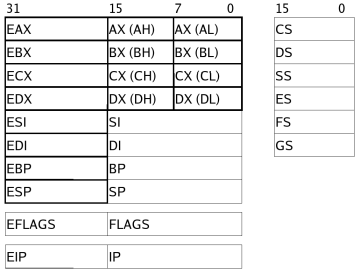 31 15 7 0 15 0
EAX AX (AH) AX (AL) CS
EBX BX (BH) BX (BL) DS
ECX CX (CH) CX (CL) SS
EDX DX (DH) DX (DL) ES
ESI SI FS
EDI DI GS
EBP BP
ESP SP
EFLAGS FLAGS
EIP IP